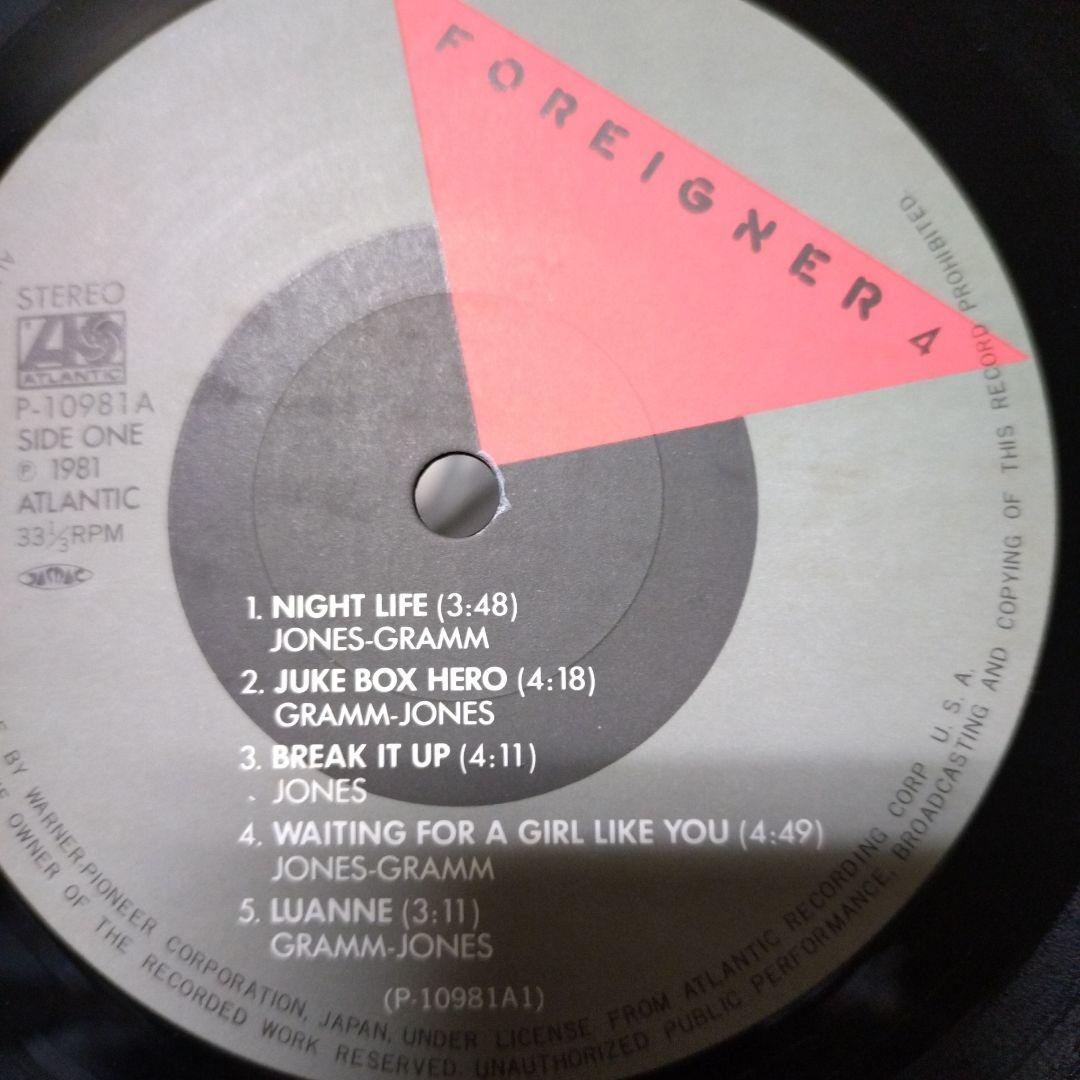 FOREIGNER 4
STEREO
ATLANTIC
P-10981A
SIDE ONE
℗ 1981
ATLANTIC
33⅓RPM
1. NIGHT LIFE (3:48)
JONES-GRAMM
2. JUKE BOX HERO (4:18)
GRAMM-JONES
3. BREAK IT UP (4:11)
JONES
4. WAITING FOR A GIRL LIKE YOU (4:49)
JONES-GRAMM
5. LUANNE (3:11)
GRAMM-JONES
(P-10981A1)
BY WARNER-PIONEER CORPORATION, JAPAN, UNDER LICENSE FROM ATLANTIC RECORDING CORP. U. S. A.
OWNER OF THE RECORDED WORK RESERVED. UNAUTHORIZED PUBLIC PERFORMANCE, BROADCASTING AND COPYING OF THIS RECORD PROHIBITED.